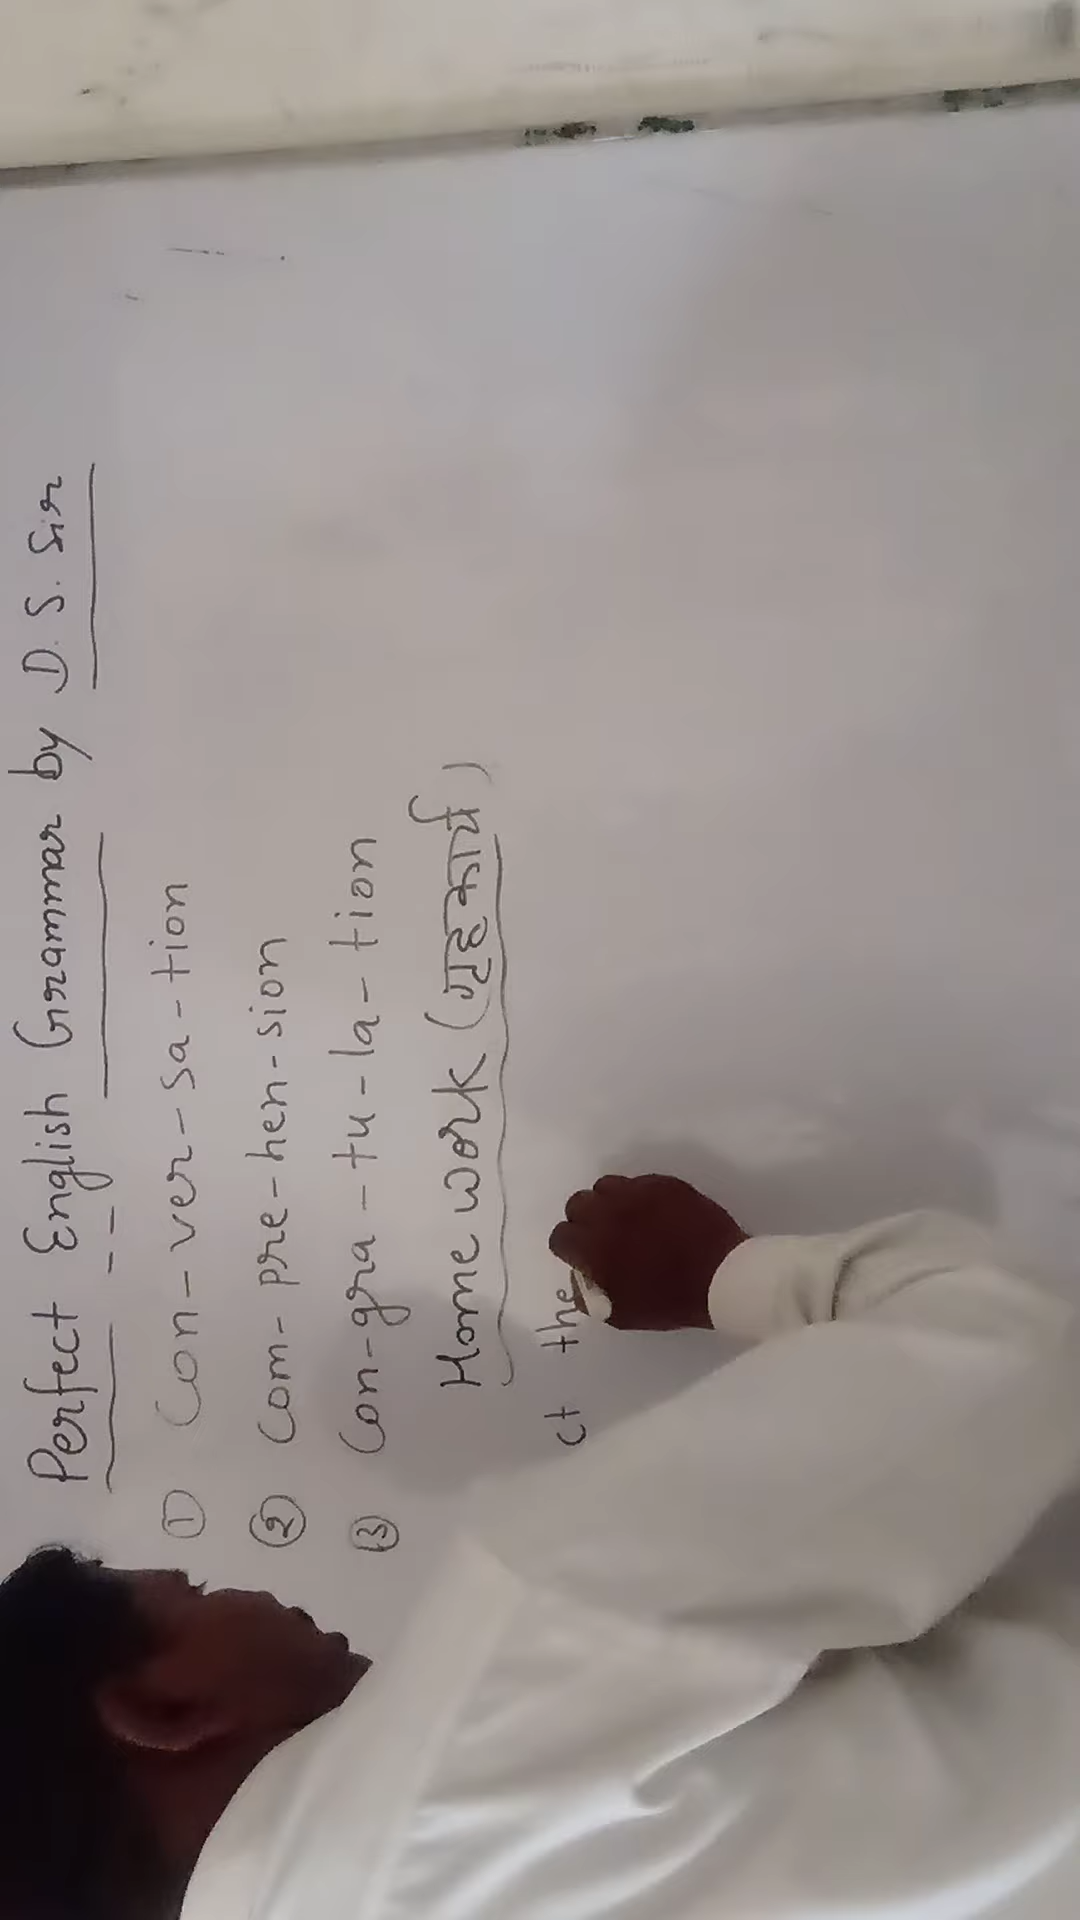 Perfect English Grammar by D. S. Sir
① Con-ver-sa-tion
② Com-pre-hen-sion
③ Con-gra-tu-la-tion
Home work (गृहकार्य)
the